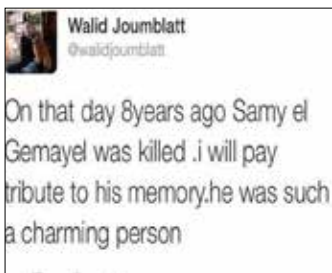 Walid Joumblatt
@walidjoumblatt
On that day 8years ago Samy el
Gemayel was killed .i will pay
tribute to his memory.he was such
a charming person